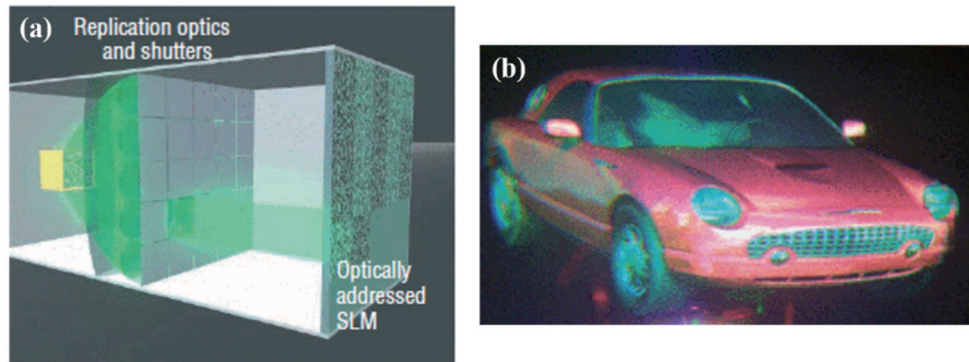 (a)
Replication optics
and shutters
Optically
addressed
SLM
(b)